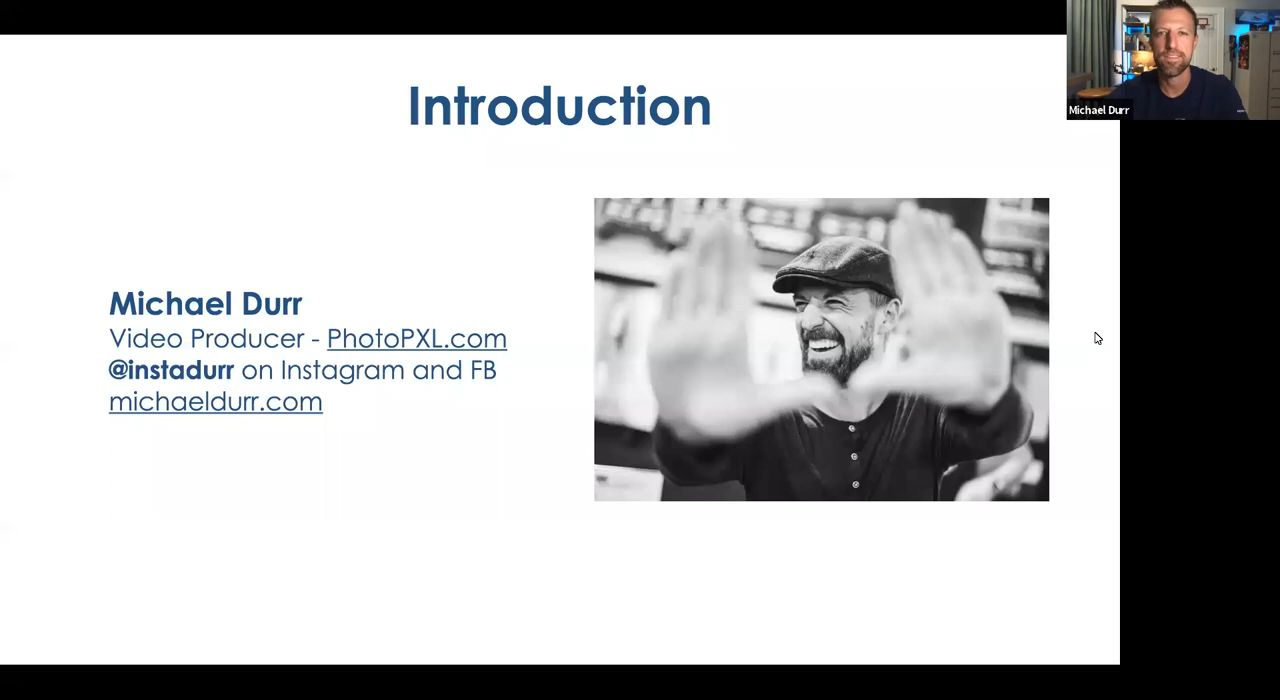 Introduction
Michael Durr
Video Producer - PhotoPXL.com
@instadurr on Instagram and FB
michaeldurr.com
Michael Durr